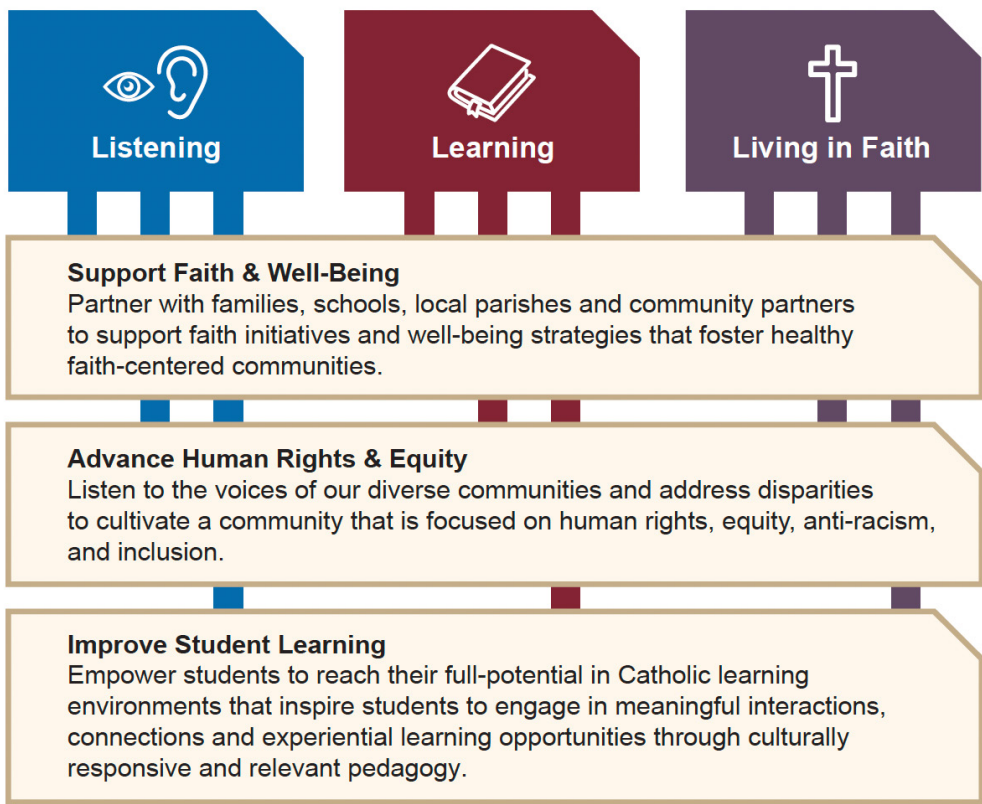 Listening
Learning
Living in Faith
Support Faith & Well-Being
Partner with families, schools, local parishes and community partners
to support faith initiatives and well-being strategies that foster healthy
faith-centered communities.
Advance Human Rights & Equity
Listen to the voices of our diverse communities and address disparities
to cultivate a community that is focused on human rights, equity, anti-racism,
and inclusion.
Improve Student Learning
Empower students to reach their full-potential in Catholic learning
environments that inspire students to engage in meaningful interactions,
connections and experiential learning opportunities through culturally
responsive and relevant pedagogy.